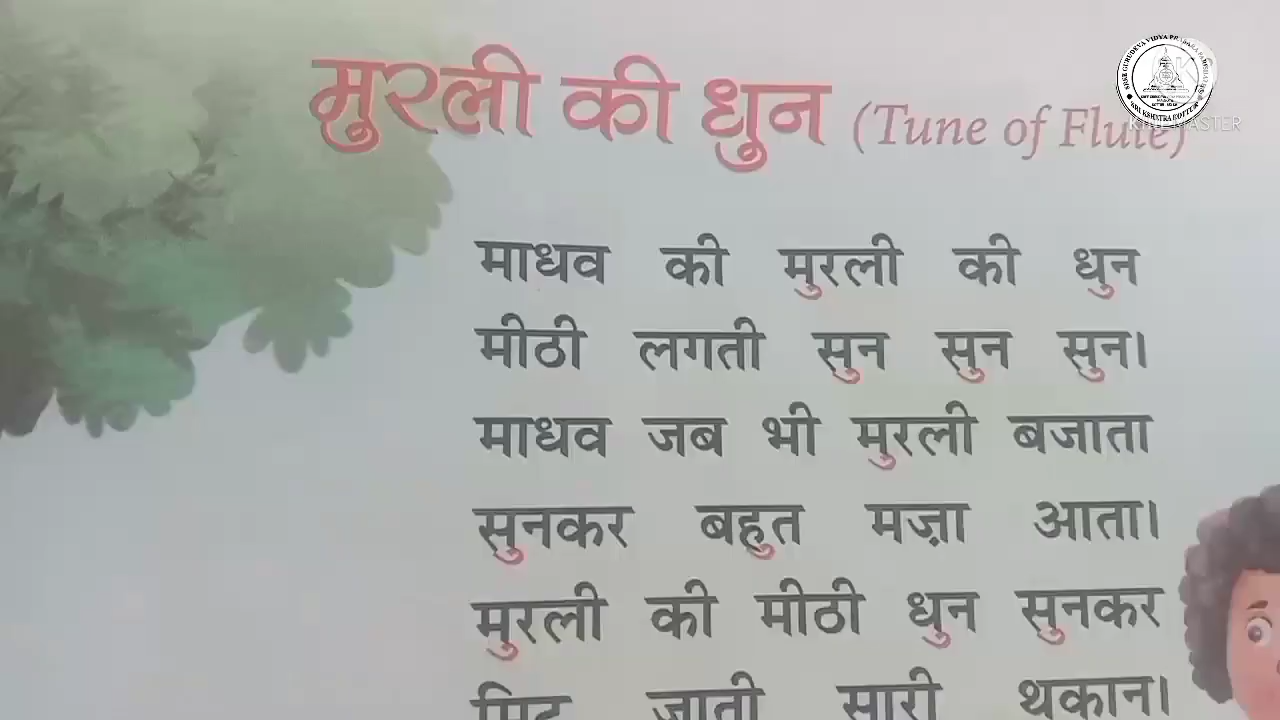 मुरली की धुन (Tune of Flute)
माधव की मुरली की धुन
मीठी लगती सुन सुन सुन।
माधव जब भी मुरली बजाता
सुनकर बहुत मज़ा आता।
मुरली की मीठी धुन सुनकर
मिट जाती सारी थकान।